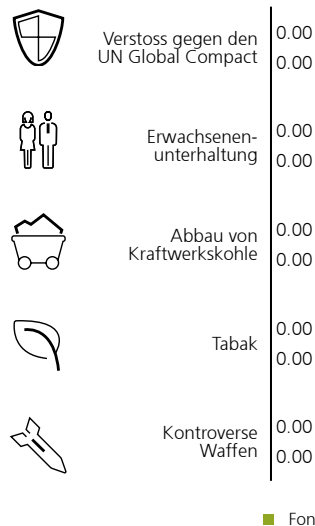 Verstoss gegen den
UN Global Compact
0.00
0.00
Erwachsenen-
unterhaltung
0.00
0.00
Abbau von
Kraftwerkskohle
0.00
0.00
Tabak
0.00
0.00
Kontroverse
Waffen
0.00
0.00
Fon